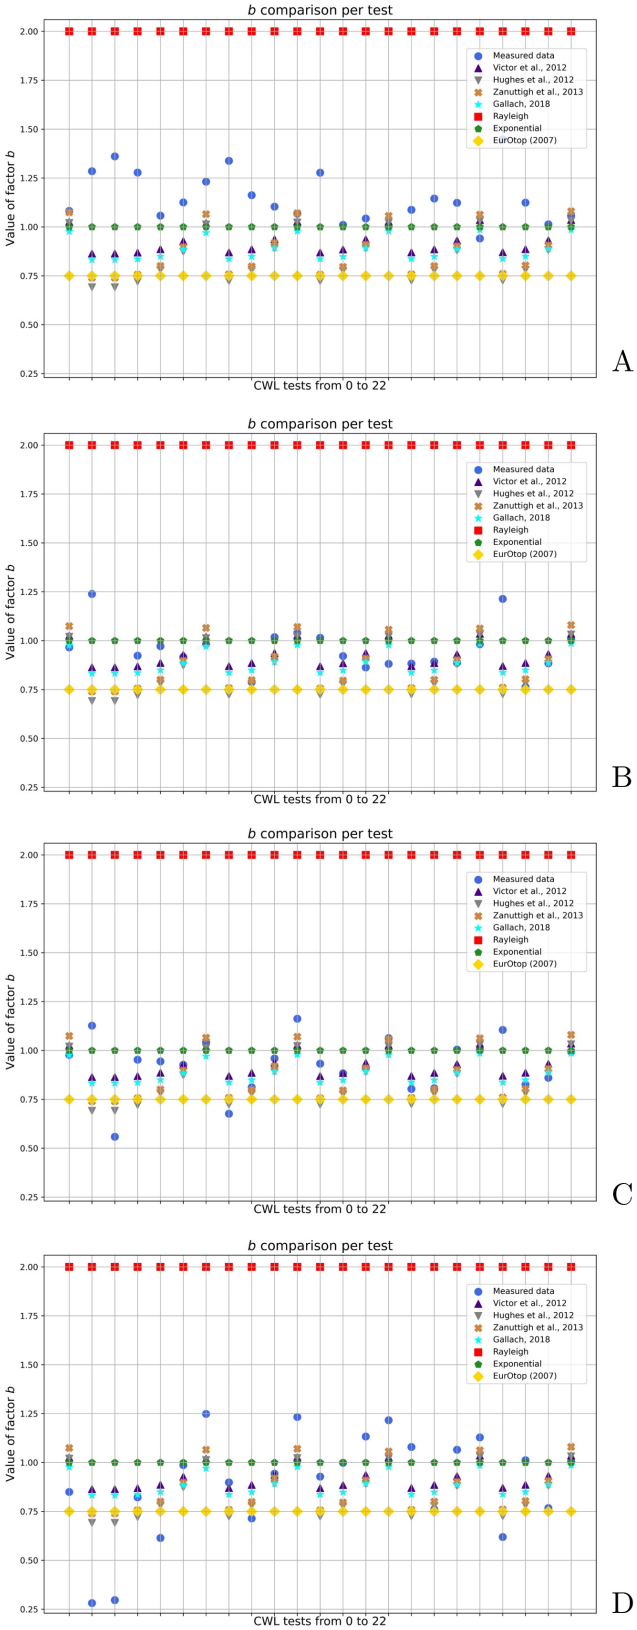 b comparison per test
2.00
1.75
1.50
1.25
1.00
0.75
0.50
0.25
Value of factor b
Measured data
Victor et al., 2012
Hughes et al., 2012
Zanuttigh et al., 2013
Gallach, 2018
Rayleigh
Exponential
EurOtop (2007)
CWL tests from 0 to 22
A
b comparison per test
2.00
1.75
1.50
1.25
1.00
0.75
0.50
0.25
Value of factor b
Measured data
Victor et al., 2012
Hughes et al., 2012
Zanuttigh et al., 2013
Gallach, 2018
Rayleigh
Exponential
EurOtop (2007)
CWL tests from 0 to 22
B
b comparison per test
2.00
1.75
1.50
1.25
1.00
0.75
0.50
0.25
Value of factor b
Measured data
Victor et al., 2012
Hughes et al., 2012
Zanuttigh et al., 2013
Gallach, 2018
Rayleigh
Exponential
EurOtop (2007)
CWL tests from 0 to 22
C
b comparison per test
2.00
1.75
1.50
1.25
1.00
0.75
0.50
0.25
Value of factor b
Measured data
Victor et al., 2012
Hughes et al., 2012
Zanuttigh et al., 2013
Gallach, 2018
Rayleigh
Exponential
EurOtop (2007)
CWL tests from 0 to 22
D